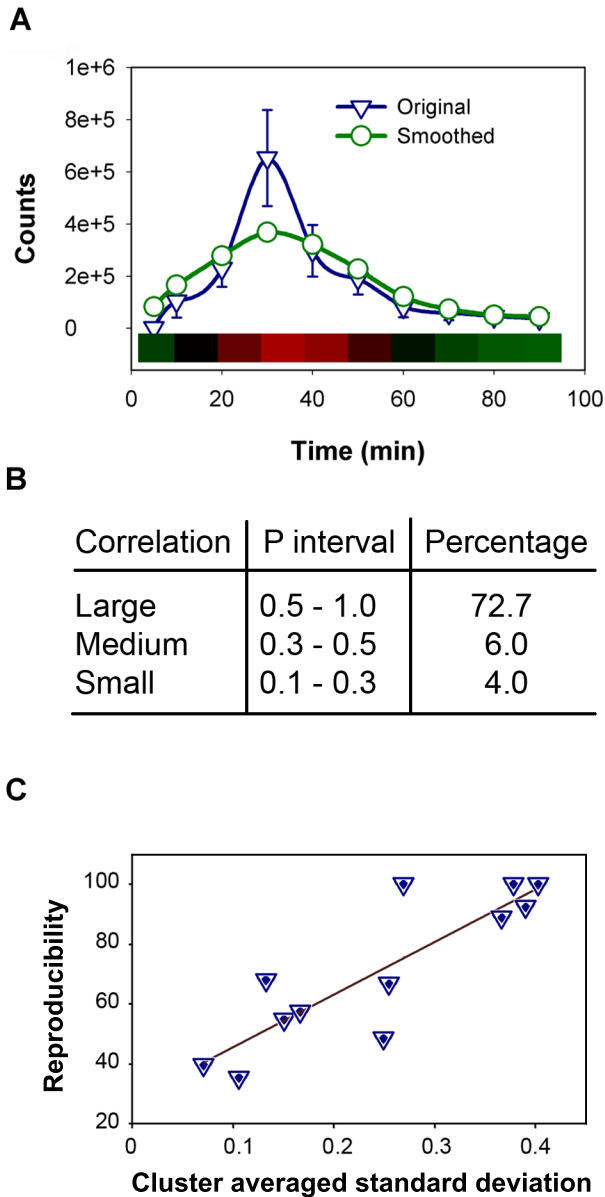 A
1e+6
8e+5
6e+5
4e+5
2e+5
0
Counts
Original
Smoothed
0 20 40 60 80 100
Time (min)
B
Correlation P interval Percentage
Large 0.5 - 1.0 72.7
Medium 0.3 - 0.5 6.0
Small 0.1 - 0.3 4.0
C
100
80
60
40
20
Reproducibility
0 0.1 0.2 0.3 0.4
Cluster averaged standard deviation